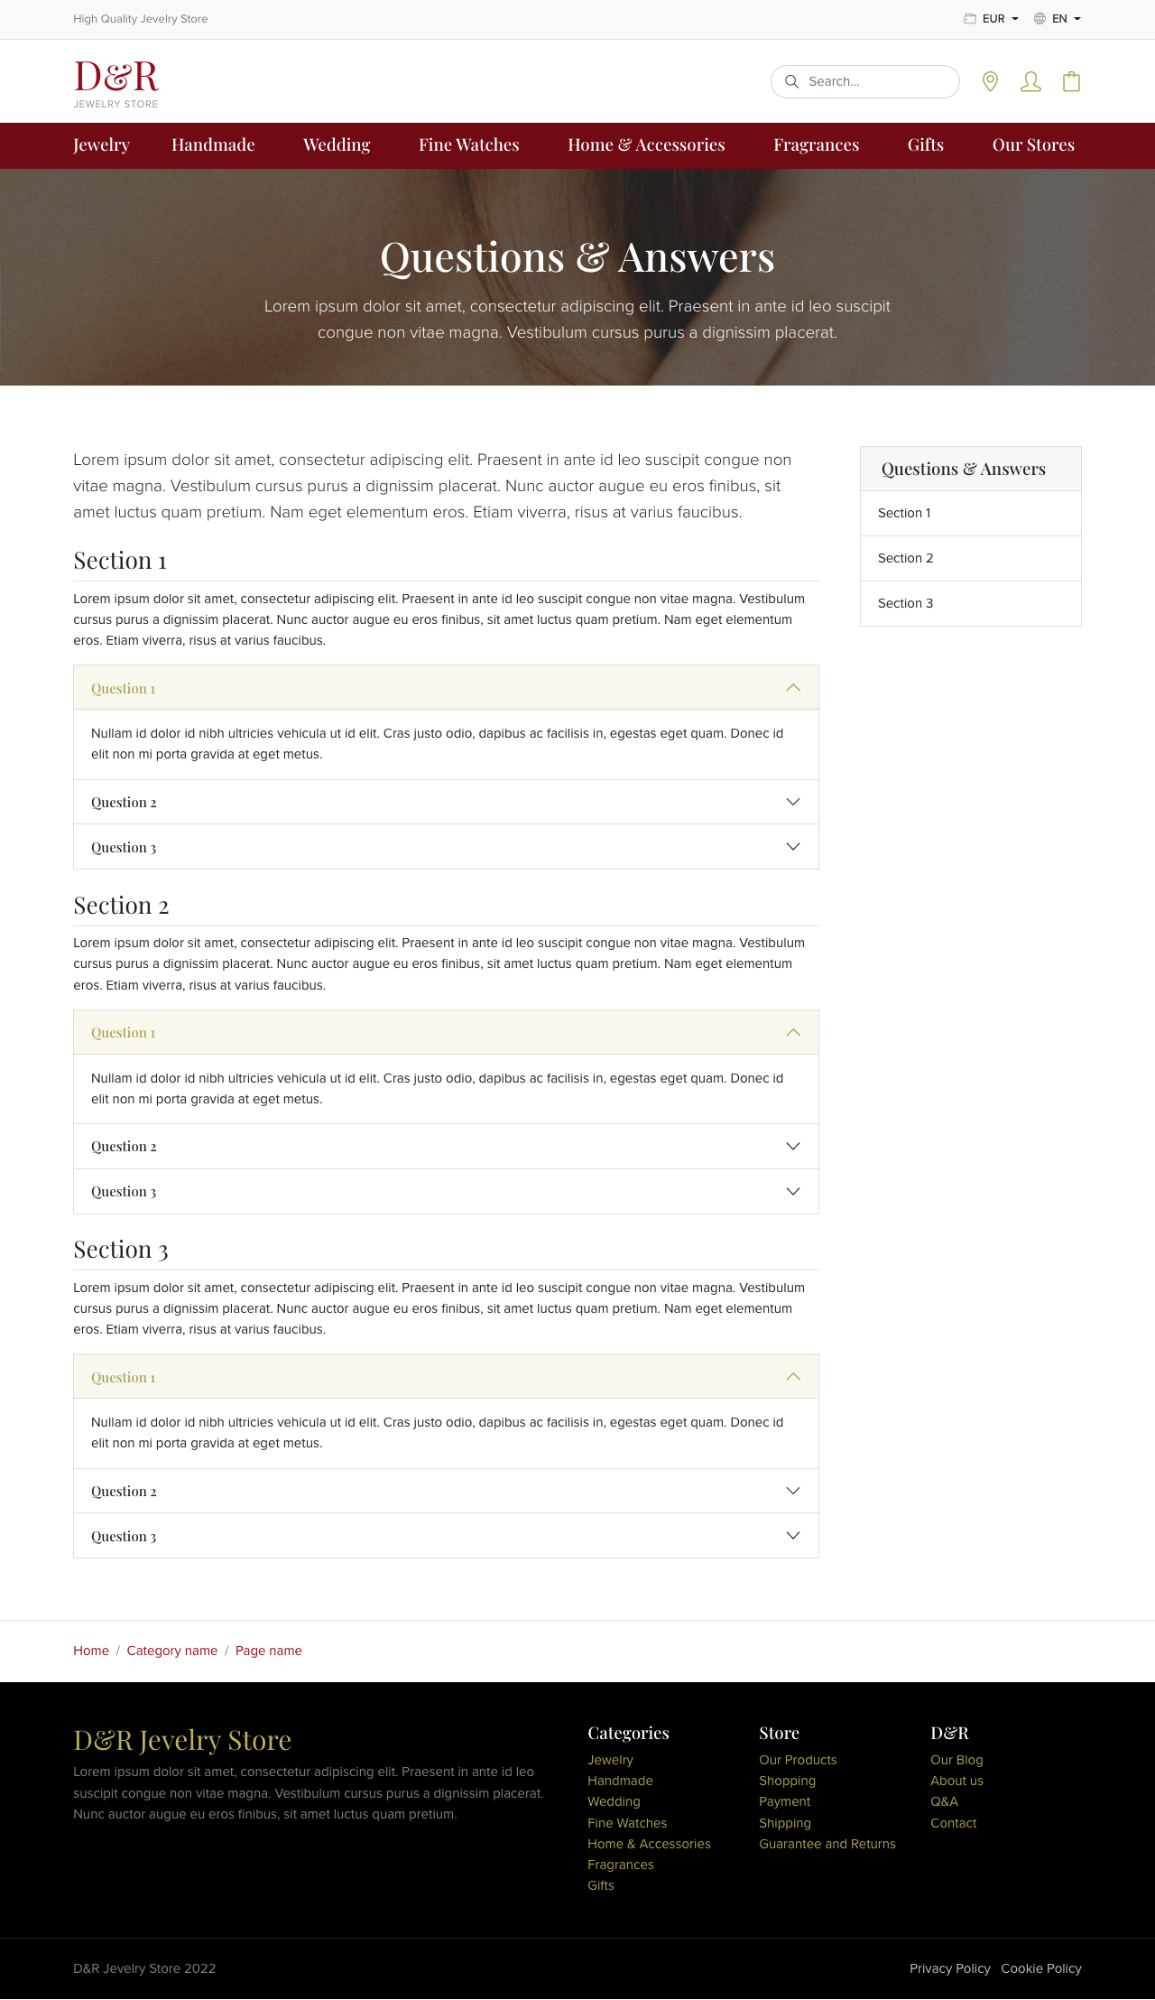 High Quality Jewelry Store
EUR
EN
D&R
JEWELRY STORE
Search...
Jewelry
Handmade
Wedding
Fine Watches
Home & Accessories
Fragrances
Gifts
Our Stores
Questions & Answers
Lorem ipsum dolor sit amet, consectetur adipiscing elit. Praesent in ante id leo suscipit
congue non vitae magna. Vestibulum cursus purus a dignissim placerat.
Lorem ipsum dolor sit amet, consectetur adipiscing elit. Praesent in ante id leo suscipit congue non
vitae magna. Vestibulum cursus purus a dignissim placerat. Nunc auctor augue eu eros finibus, sit
amet luctus quam pretium. Nam eget elementum eros. Etiam viverra, risus at varius faucibus.
Section 1
Lorem ipsum dolor sit amet, consectetur adipiscing elit. Praesent in ante id leo suscipit congue non vitae magna. Vestibulum
cursus purus a dignissim placerat. Nunc auctor augue eu eros finibus, sit amet luctus quam pretium. Nam eget elementum
eros. Etiam viverra, risus at varius faucibus.
Question 1
Nullam id dolor id nibh ultricies vehicula ut id elit. Cras justo odio, dapibus ac facilisis in, egestas eget quam. Donec id
elit non mi porta gravida at eget metus.
Question 2
Question 3
Section 2
Lorem ipsum dolor sit amet, consectetur adipiscing elit. Praesent in ante id leo suscipit congue non vitae magna. Vestibulum
cursus purus a dignissim placerat. Nunc auctor augue eu eros finibus, sit amet luctus quam pretium. Nam eget elementum
eros. Etiam viverra, risus at varius faucibus.
Question 1
Nullam id dolor id nibh ultricies vehicula ut id elit. Cras justo odio, dapibus ac facilisis in, egestas eget quam. Donec id
elit non mi porta gravida at eget metus.
Question 2
Question 3
Section 3
Lorem ipsum dolor sit amet, consectetur adipiscing elit. Praesent in ante id leo suscipit congue non vitae magna. Vestibulum
cursus purus a dignissim placerat. Nunc auctor augue eu eros finibus, sit amet luctus quam pretium. Nam eget elementum
eros. Etiam viverra, risus at varius faucibus.
Question 1
Nullam id dolor id nibh ultricies vehicula ut id elit. Cras justo odio, dapibus ac facilisis in, egestas eget quam. Donec id
elit non mi porta gravida at eget metus.
Question 2
Question 3
Questions & Answers
Section 1
Section 2
Section 3
Home / Category name / Page name
D&R Jewelry Store
Lorem ipsum dolor sit amet, consectetur adipiscing elit. Praesent in ante id leo
suscipit congue non vitae magna. Vestibulum cursus purus a dignissim placerat.
Nunc auctor augue eu eros finibus, sit amet luctus quam pretium.
Categories
Jewelry
Handmade
Wedding
Fine Watches
Home & Accessories
Fragrances
Gifts
Store
Our Products
Shopping
Payment
Shipping
Guarantee and Returns
D&R
Our Blog
About us
Q&A
Contact
D&R Jewelry Store 2022
Privacy Policy
Cookie Policy